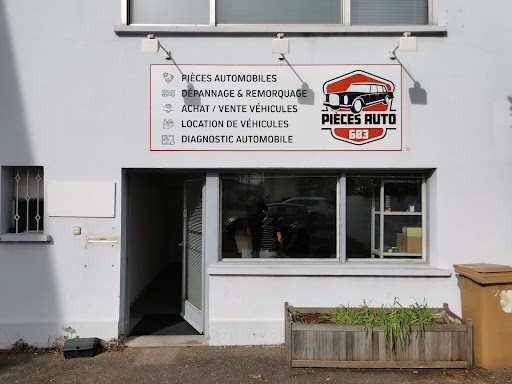 PIÈCES AUTOMOBILES
DÉPANNAGE & REMORQUAGE
ACHAT / VENTE VÉHICULES
LOCATION DE VÉHICULES
DIAGNOSTIC AUTOMOBILE
PIÈCES AUTO
683